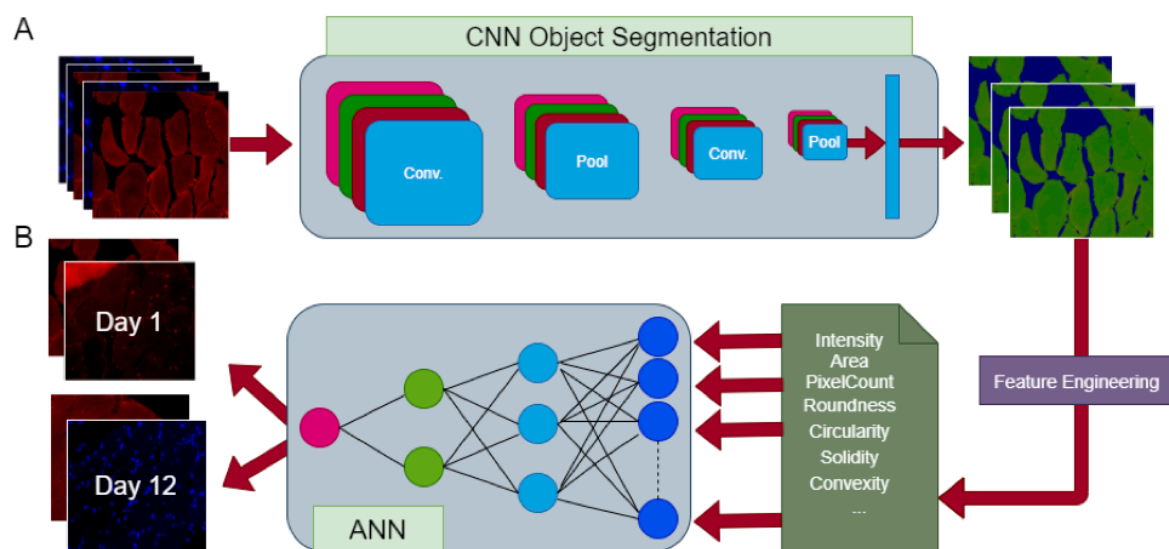 A
CNN Object Segmentation
Conv.
Pool
Conv.
Pool
B
Day 1
Day 12
ANN
Intensity
Area
PixelCount
Roundness
Circularity
Solidity
Convexity
...
Feature Engineering